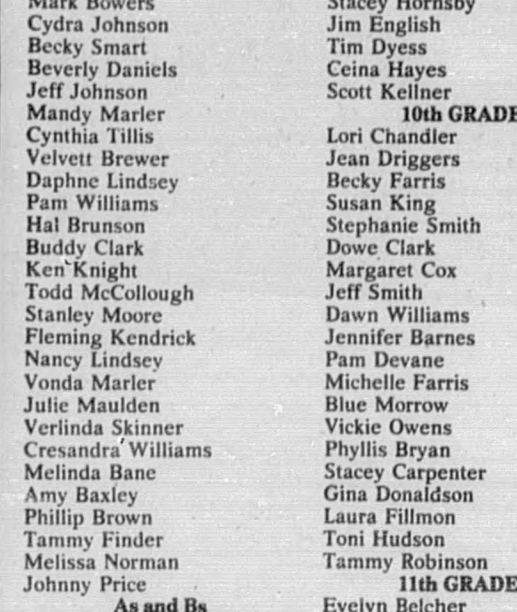 Mark Bowers
Cydra Johnson
Becky Smart
Beverly Daniels
Jeff Johnson
Mandy Marler
Cynthia Tillis
Velvett Brewer
Daphne Lindsey
Pam Williams
Hal Brunson
Buddy Clark
Ken Knight
Todd McCollough
Stanley Moore
Fleming Kendrick
Nancy Lindsey
Vonda Marler
Julie Maulden
Verlinda Skinner
Cresandra Williams
Melinda Bane
Amy Baxley
Phillip Brown
Tammy Finder
Melissa Norman
Johnny Price
As and Bs
Stacey Hornsby
Jim English
Tim Dyess
Ceina Hayes
Scott Kellner
10th GRADE
Lori Chandler
Jean Driggers
Becky Farris
Susan King
Stephanie Smith
Dowe Clark
Margaret Cox
Jeff Smith
Dawn Williams
Jennifer Barnes
Pam Devane
Michelle Farris
Blue Morrow
Vickie Owens
Phyllis Bryan
Stacey Carpenter
Gina Donaldson
Laura Fillmon
Toni Hudson
Tammy Robinson
11th GRADE
Evelyn Belcher